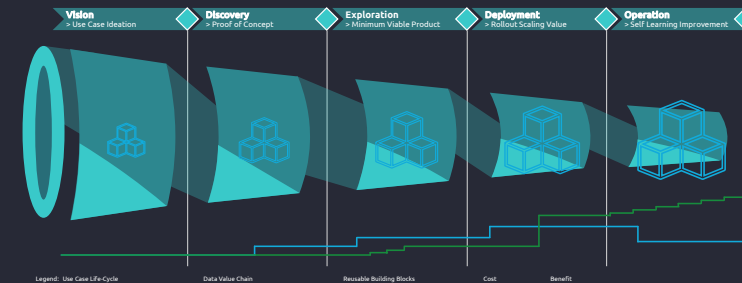 Vision
> Use Case Ideation
Discovery
> Proof of Concept
Exploration
> Minimum Viable Product
Deployment
> Rollout Scaling Value
Operation
> Self Learning Improvement
Legend: Use Case Life-Cycle
Data Value Chain
Reusable Building Blocks
Cost
Benefit